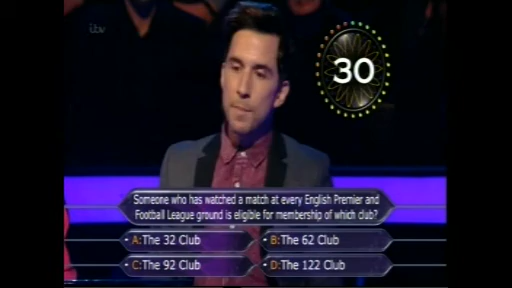 itv
30
Someone who has watched a match at every English Premier and
Football League ground is eligible for membership of which club?
A:The 32 Club
B:The 62 Club
C:The 92 Club
D:The 122 Club